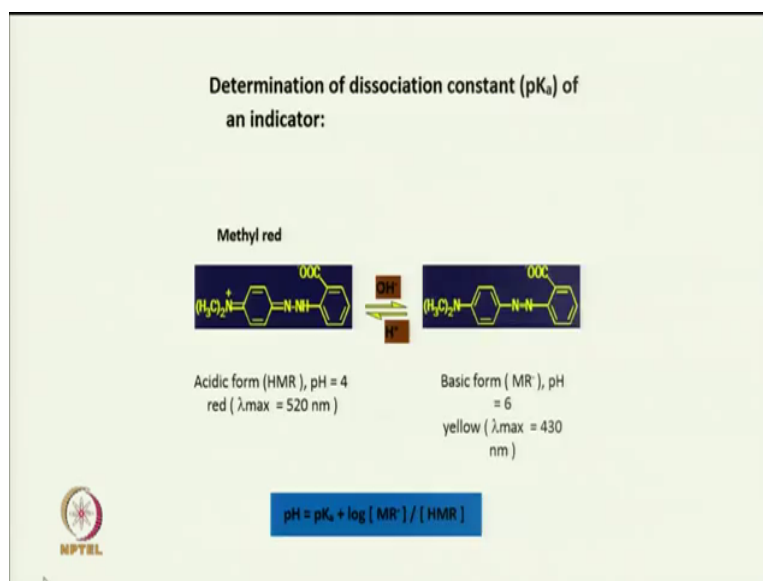 Determination of dissociation constant (pKₐ) of
an indicator:
Methyl red
OOC
(H₃C)₂N
+
N-NH
OH⁻
H⁺
OOC
(H₃C)₂N
N=N
Acidic form (HMR ), pH = 4
red ( λmax = 520 nm )
Basic form ( MR⁻), pH
= 6
yellow ( λmax = 430
nm )
pH = pKₐ + log [ MR⁻] / [ HMR ]
NPTEL